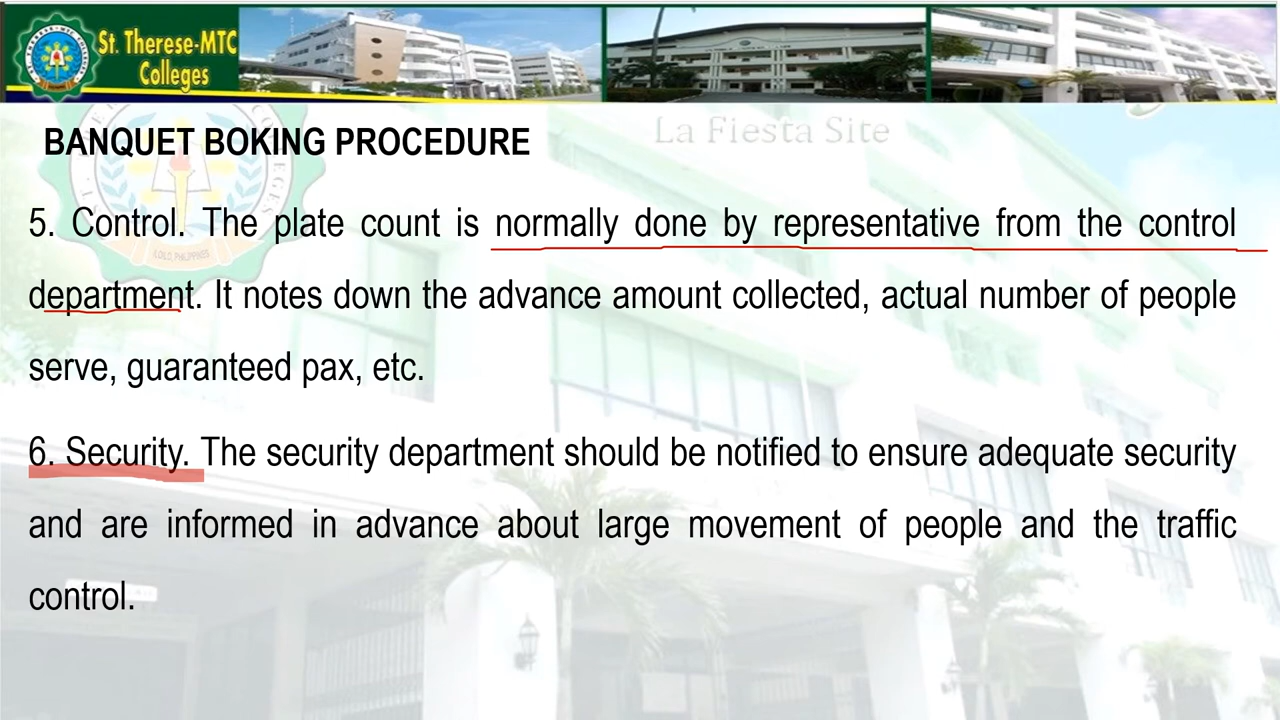 St. Therese-MTC
Colleges
La Fiesta Site
BANQUET BOKING PROCEDURE
5. Control. The plate count is normally done by representative from the control
department. It notes down the advance amount collected, actual number of people
serve, guaranteed pax, etc.
6. Security. The security department should be notified to ensure adequate security
and are informed in advance about large movement of people and the traffic
control.